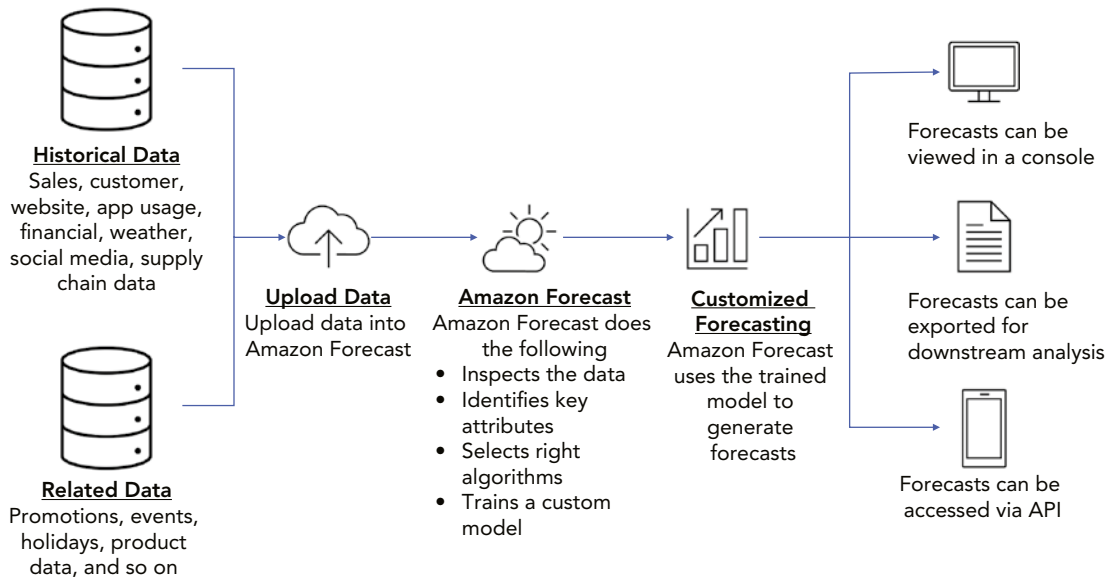 Historical Data
Sales, customer,
website, app usage,
financial, weather,
social media, supply
chain data
Related Data
Promotions, events,
holidays, product
data, and so on
Upload Data
Upload data into
Amazon Forecast
Amazon Forecast
Amazon Forecast does
the following
• Inspects the data
• Identifies key
attributes
• Selects right
algorithms
• Trains a custom
model
Customized
Forecasting
Amazon Forecast
uses the trained
model to
generate
forecasts
Forecasts can be
viewed in a console
Forecasts can be
exported for
downstream analysis
Forecasts can be
accessed via API